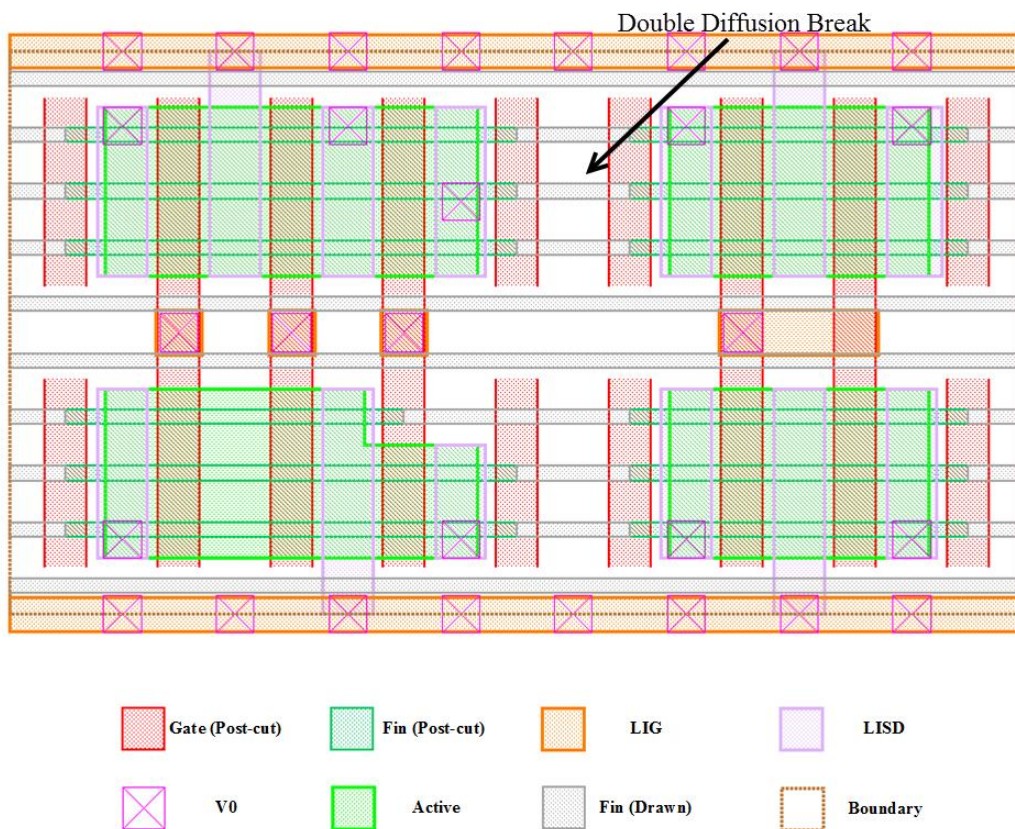 Double Diffusion Break
Gate (Post-cut) Fin (Post-cut) LIG LISD
V0 Active Fin (Drawn) Boundary